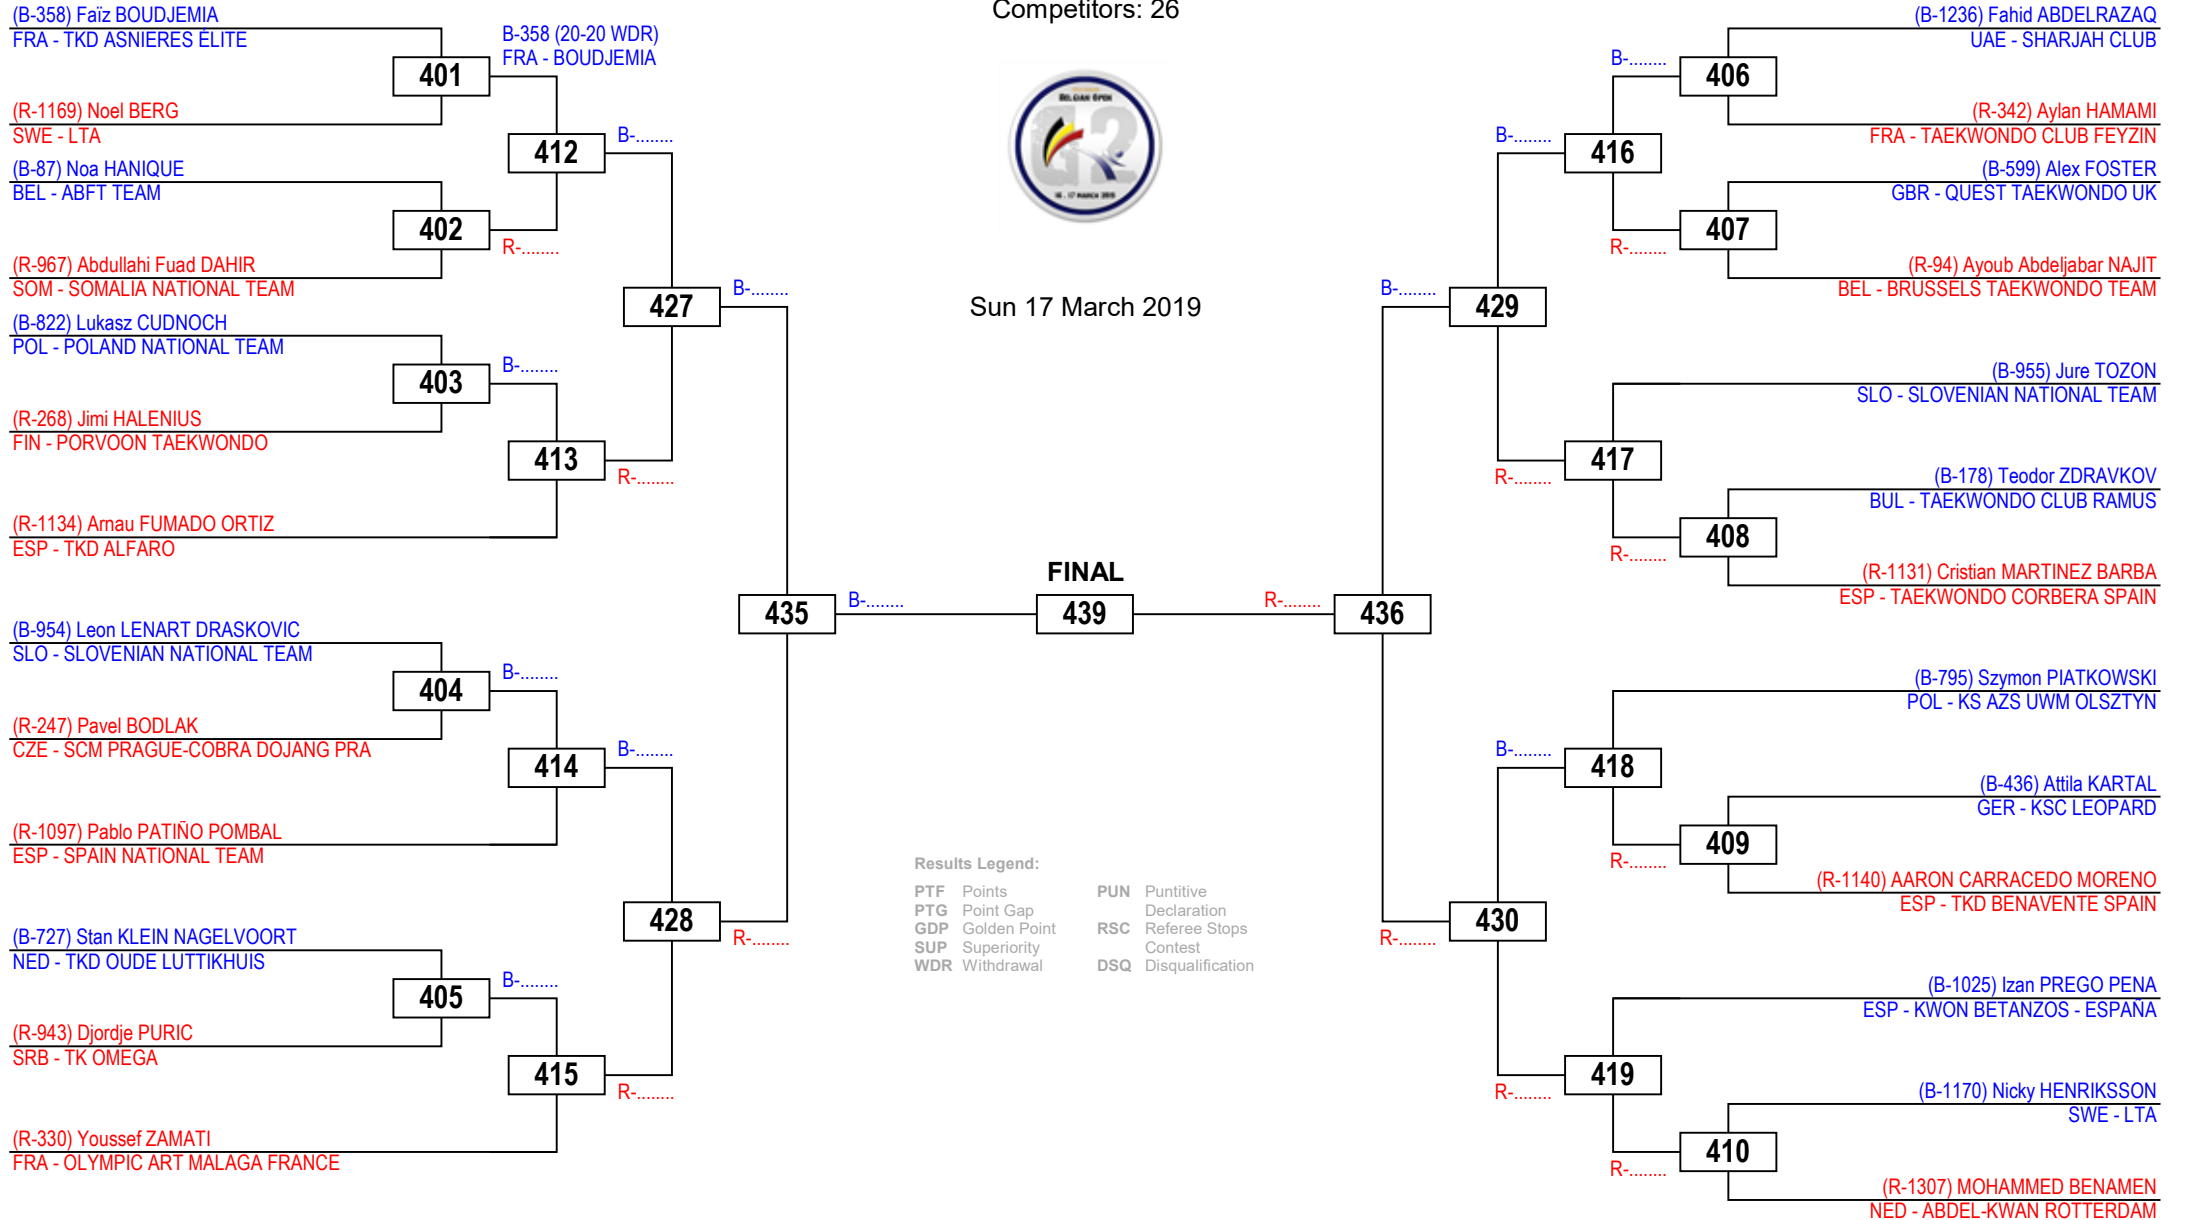 Competitors: 26
BELGIAN OPEN
G2
16 - 17 MARCH 2019
Sun 17 March 2019
(B-358) Faïz BOUDJEMIA
FRA - TKD ASNIERES ÉLITE
401
B-358 (20-20 WDR)
FRA - BOUDJEMIA
(R-1169) Noel BERG
SWE - LTA
412
B-........
(B-87) Noa HANIQUE
BEL - ABFT TEAM
402
R-........
(R-967) Abdullahi Fuad DAHIR
SOM - SOMALIA NATIONAL TEAM
427
B-........
(B-822) Lukasz CUDNOCH
POL - POLAND NATIONAL TEAM
403
B-........
(R-268) Jimi HALENIUS
FIN - PORVOON TAEKWONDO
413
R-........
(R-1134) Arnau FUMADO ORTIZ
ESP - TKD ALFARO
435
B-........
FINAL
439
R-........
436
(B-954) Leon LENART DRASKOVIC
SLO - SLOVENIAN NATIONAL TEAM
404
B-........
(R-247) Pavel BODLAK
CZE - SCM PRAGUE-COBRA DOJANG PRA
414
B-........
(R-1097) Pablo PATIÑO POMBAL
ESP - SPAIN NATIONAL TEAM
428
R-........
(B-727) Stan KLEIN NAGELVOORT
NED - TKD OUDE LUTTIKHUIS
405
B-........
(R-943) Djordje PURIC
SRB - TK OMEGA
415
R-........
(R-330) Youssef ZAMATI
FRA - OLYMPIC ART MALAGA FRANCE
Results Legend:
PTF Points
PTG Point Gap
GDP Golden Point
SUP Superiority
WDR Withdrawal
PUN Puntitive
Declaration
RSC Referee Stops
Contest
DSQ Disqualification
(B-1236) Fahid ABDELRAZAQ
UAE - SHARJAH CLUB
B-........
406
(R-342) Aylan HAMAMI
FRA - TAEKWONDO CLUB FEYZIN
B-........
416
(B-599) Alex FOSTER
GBR - QUEST TAEKWONDO UK
R-........
407
(R-94) Ayoub Abdeljabar NAJIT
BEL - BRUSSELS TAEKWONDO TEAM
B-........
429
(B-955) Jure TOZON
SLO - SLOVENIAN NATIONAL TEAM
R-........
417
(B-178) Teodor ZDRAVKOV
BUL - TAEKWONDO CLUB RAMUS
R-........
408
(R-1131) Cristian MARTINEZ BARBA
ESP - TAEKWONDO CORBERA SPAIN
(B-795) Szymon PIATKOWSKI
POL - KS AZS UWM OLSZTYN
B-........
418
(B-436) Attila KARTAL
GER - KSC LEOPARD
R-........
409
(R-1140) AARON CARRACEDO MORENO
ESP - TKD BENAVENTE SPAIN
R-........
430
(B-1025) Izan PREGO PENA
ESP - KWON BETANZOS - ESPAÑA
R-........
419
(B-1170) Nicky HENRIKSSON
SWE - LTA
R-........
410
(R-1307) MOHAMMED BENAMEN
NED - ABDEL-KWAN ROTTERDAM